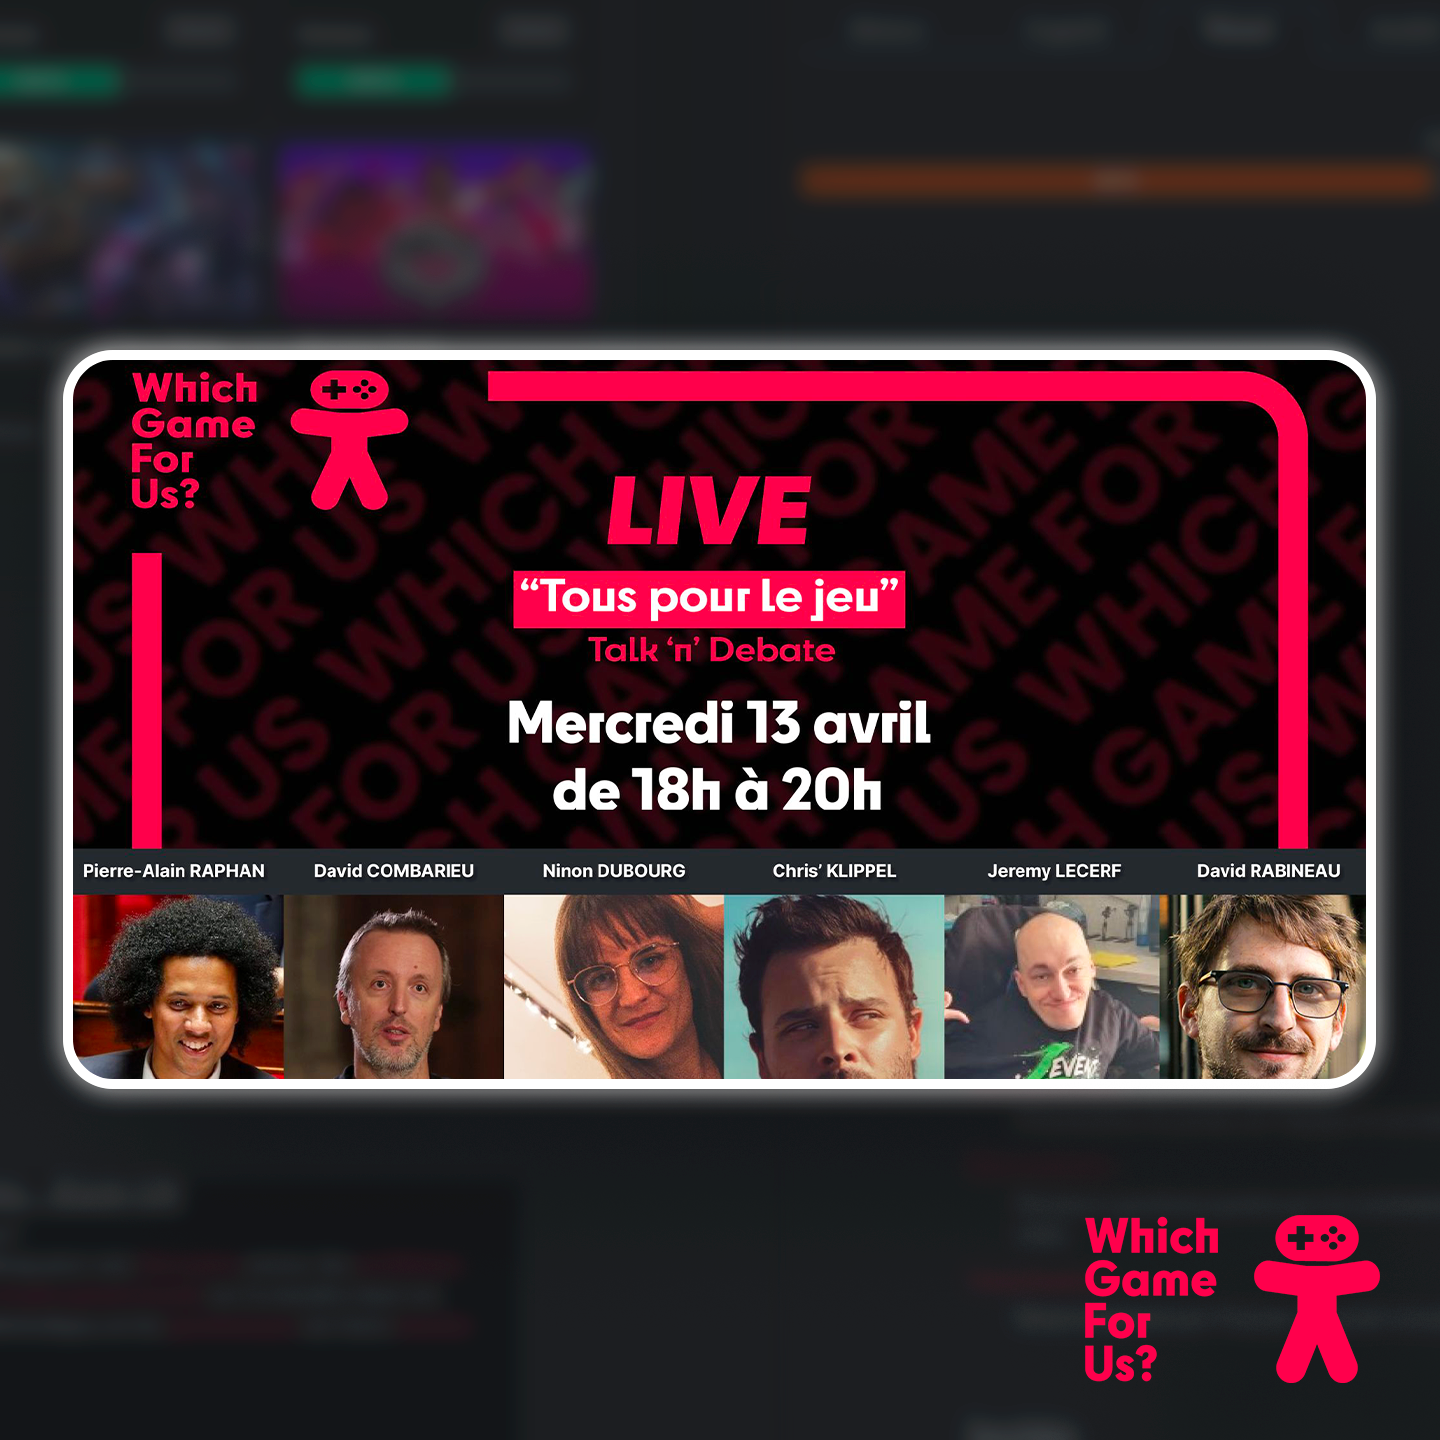 Which
Game
For
Us?
LIVE
“Tous pour le jeu”
Talk ‘n’ Debate
Mercredi 13 avril
de 18h à 20h
Pierre-Alain RAPHAN
David COMBARIEU
Ninon DUBOURG
Chris’ KLIPPEL
Jeremy LECERF
David RABINEAU
EVENT
Which
Game
For
Us?